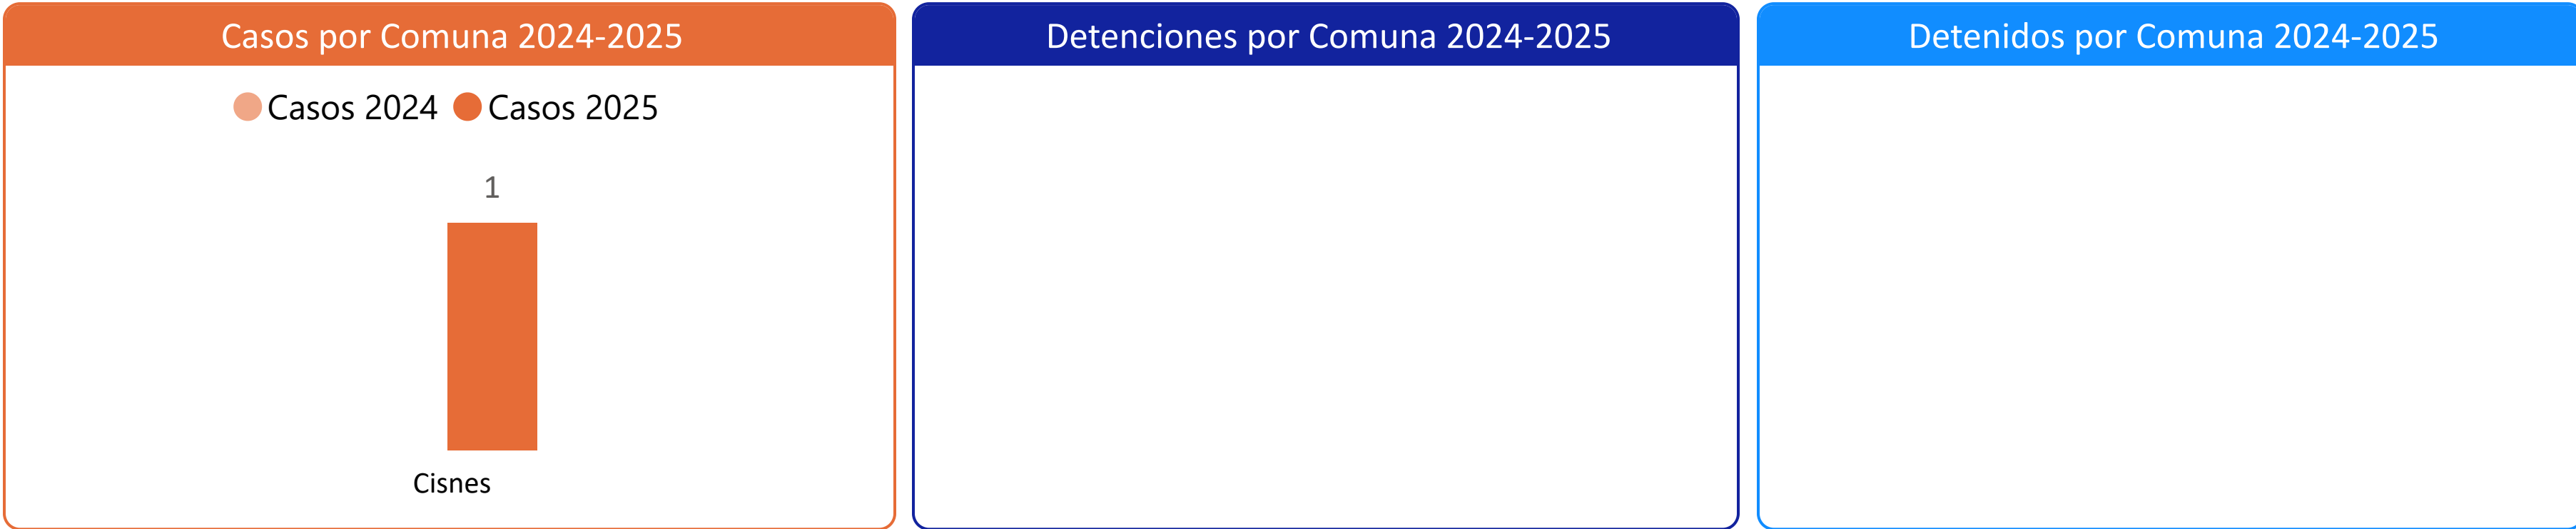 Casos por Comuna 2024-2025
Casos 2024 Casos 2025
1
Cisnes
Detenciones por Comuna 2024-2025
Detenidos por Comuna 2024-2025